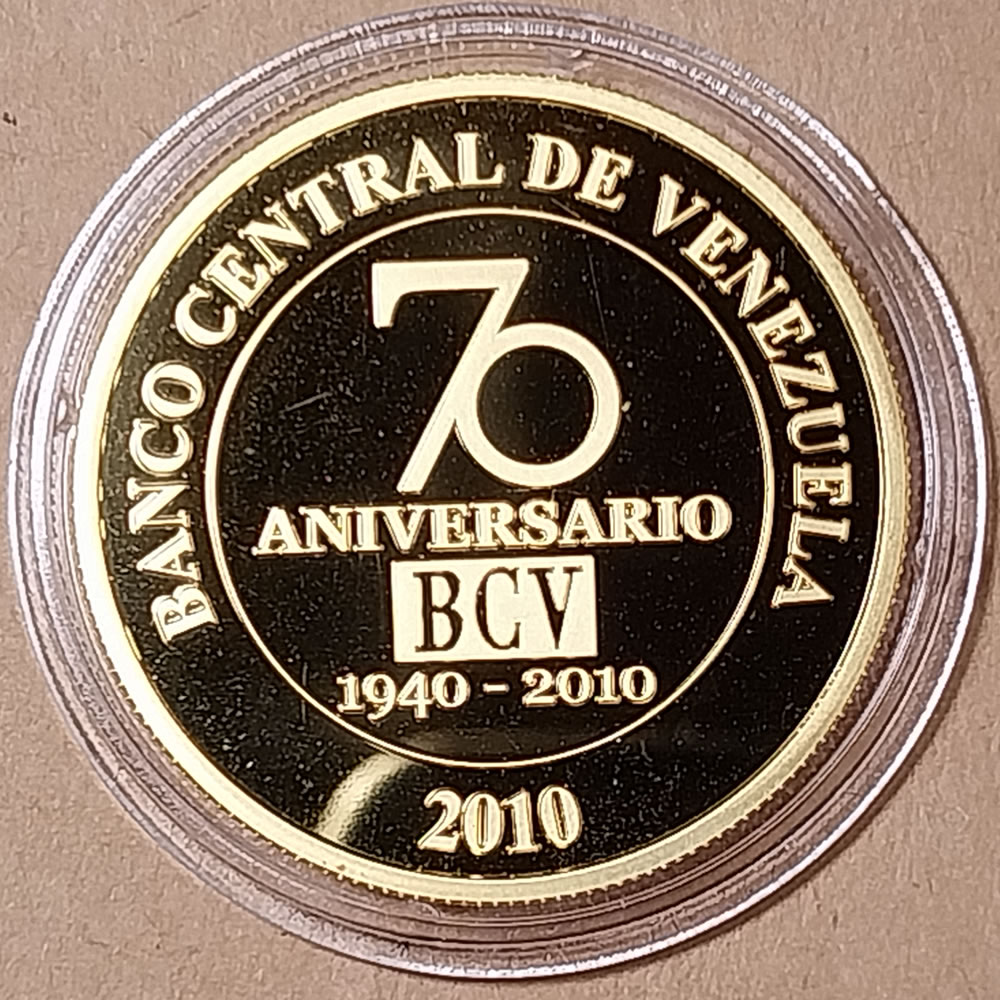 BANCO CENTRAL DE VENEZUELA
70
ANIVERSARIO
BCV
1940 - 2010
2010